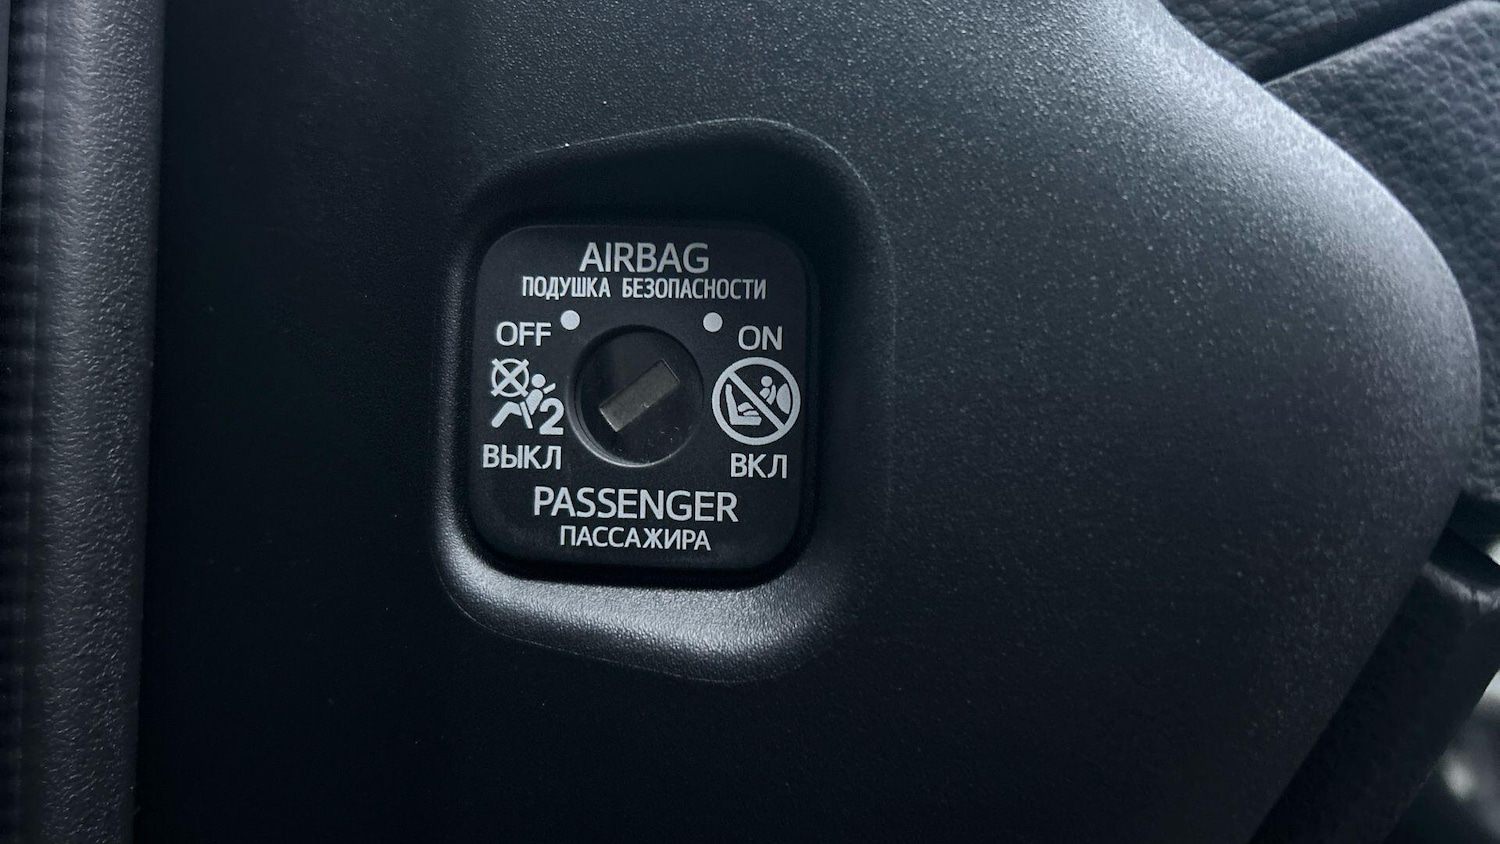 AIRBAG
ПОДУШКА БЕЗОПАСНОСТИ
OFF
ON
2
ВЫКЛ
ВКЛ
PASSENGER
ПАССАЖИРА